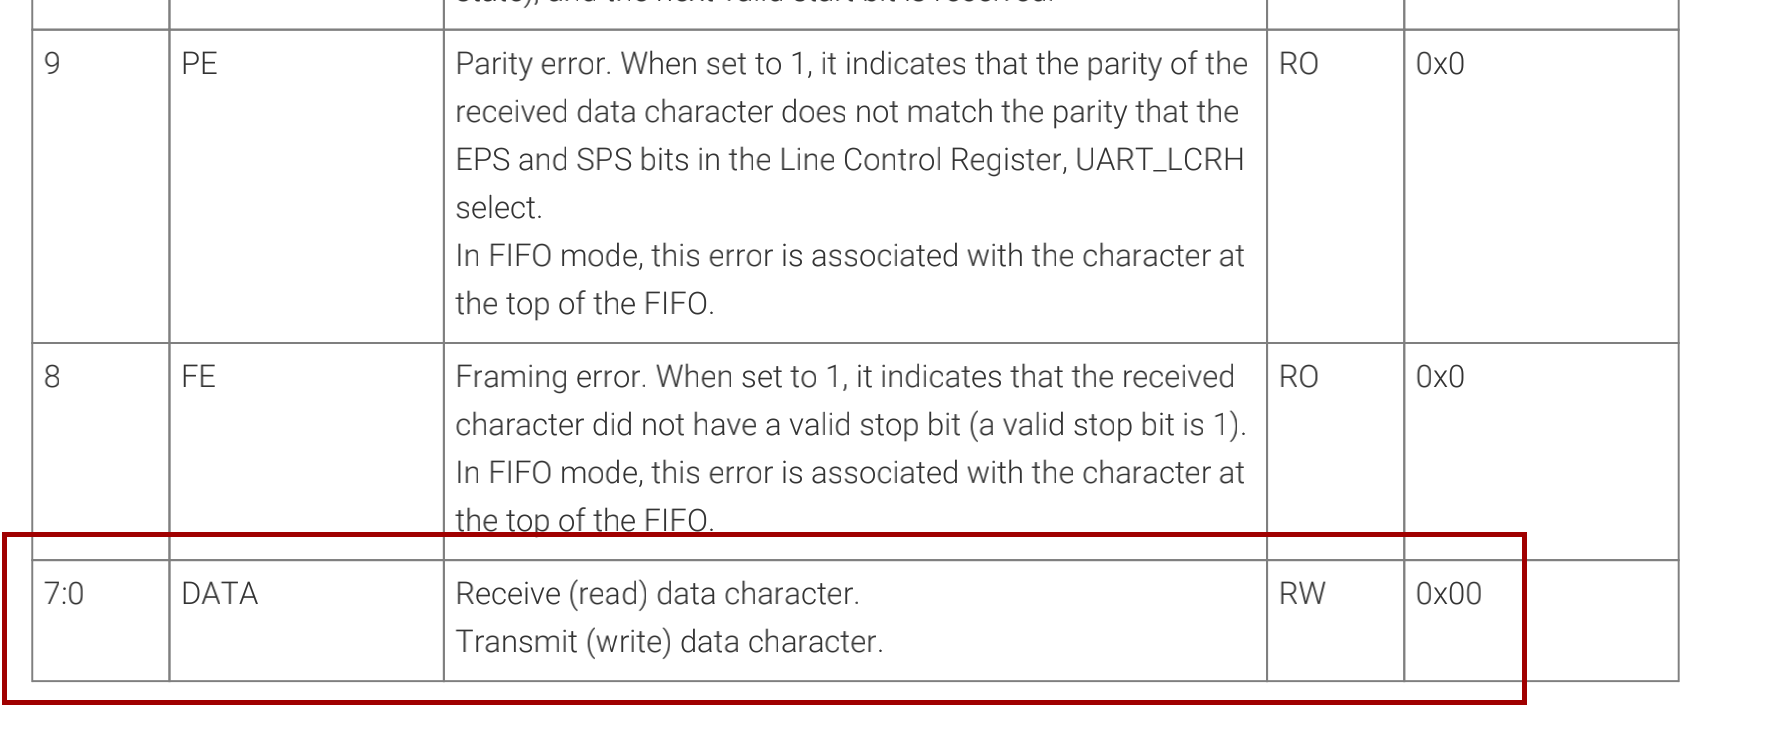 9 PE Parity error. When set to 1, it indicates that the parity of the RO 0x0
received data character does not match the parity that the
EPS and SPS bits in the Line Control Register, UART_LCRH
select.
In FIFO mode, this error is associated with the character at
the top of the FIFO.
8 FE Framing error. When set to 1, it indicates that the received RO 0x0
character did not have a valid stop bit (a valid stop bit is 1).
In FIFO mode, this error is associated with the character at
the top of the FIFO.
7:0 DATA Receive (read) data character. RW 0x00
Transmit (write) data character.